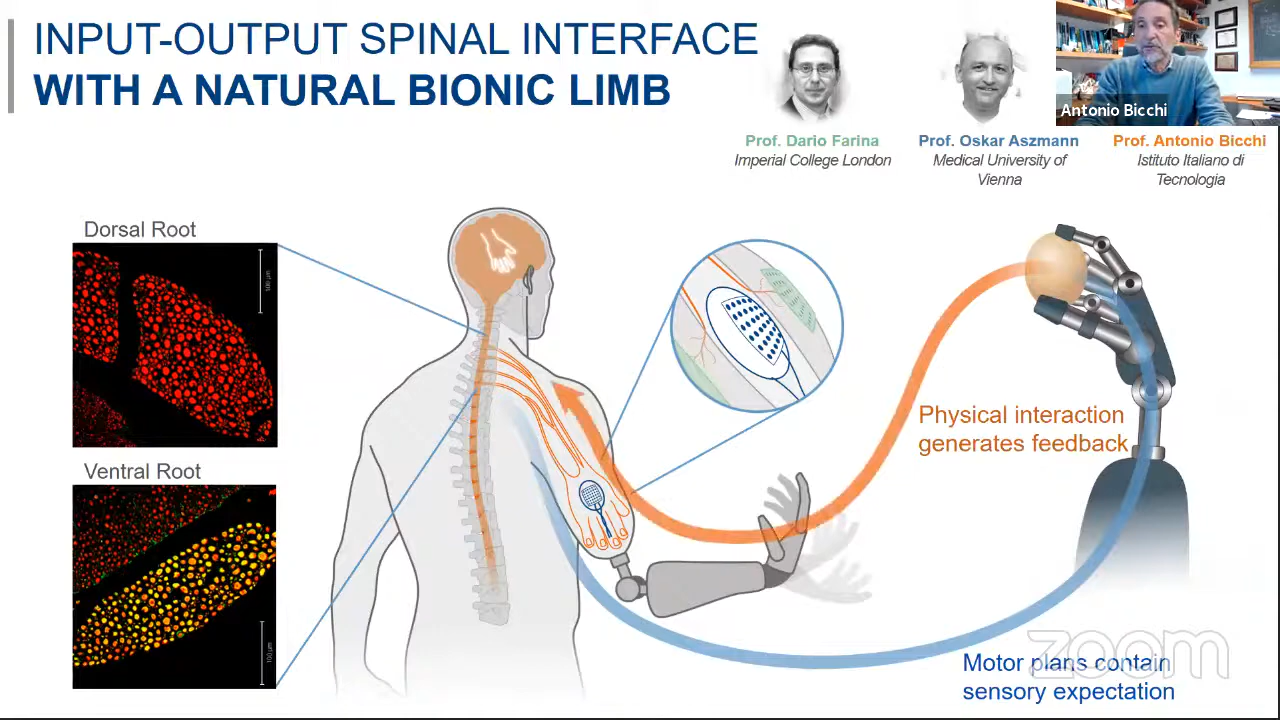 INPUT-OUTPUT SPINAL INTERFACE
WITH A NATURAL BIONIC LIMB
Antonio Bicchi
Prof. Dario Farina
Imperial College London
Prof. Oskar Aszmann
Medical University of
Vienna
Prof. Antonio Bicchi
Istituto Italiano di
Tecnologia
Dorsal Root
Ventral Root
100 µm
Physical interaction
generates feedback
Motor plans contain
sensory expectation
zoom